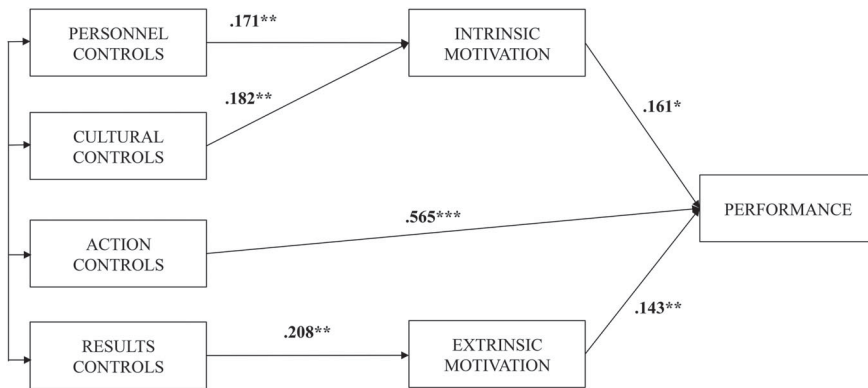 PERSONNEL
CONTROLS
.171**
INTRINSIC
MOTIVATION
.182**
CULTURAL
CONTROLS
.161*
PERFORMANCE
ACTION
CONTROLS
.565***
RESULTS
CONTROLS
.208**
EXTRINSIC
MOTIVATION
.143**